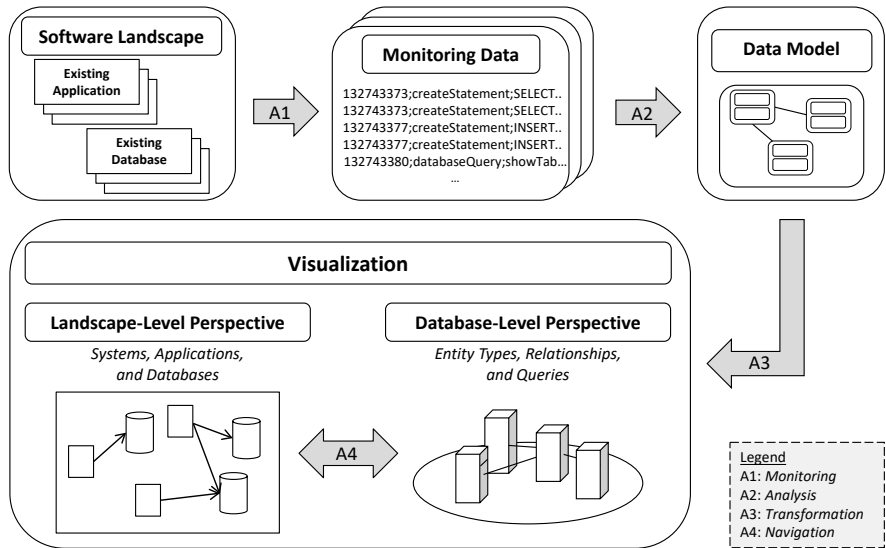 Software Landscape
Existing
Application
Existing
Database
A1
Monitoring Data
132743373;createStatement;SELECT..
132743373;createStatement;SELECT..
132743377;createStatement;INSERT..
132743377;createStatement;INSERT..
132743380;databaseQuery;showTab...
...
A2
Data Model
Visualization
Landscape-Level Perspective
Systems, Applications,
and Databases
A4
Database-Level Perspective
Entity Types, Relationships,
and Queries
A3
Legend
A1: Monitoring
A2: Analysis
A3: Transformation
A4: Navigation